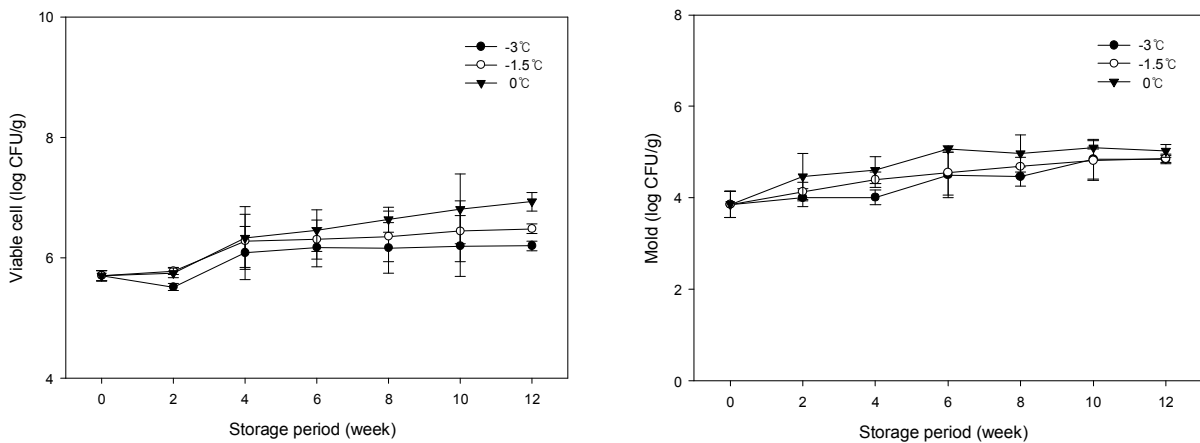 Viable cell (log CFU/g)
10
8
6
4
-3℃
-1.5℃
0℃
0 2 4 6 8 10 12
Storage period (week)
Mold (log CFU/g)
8
6
4
2
0
-3℃
-1.5℃
0℃
0 2 4 6 8 10 12
Storage period (week)